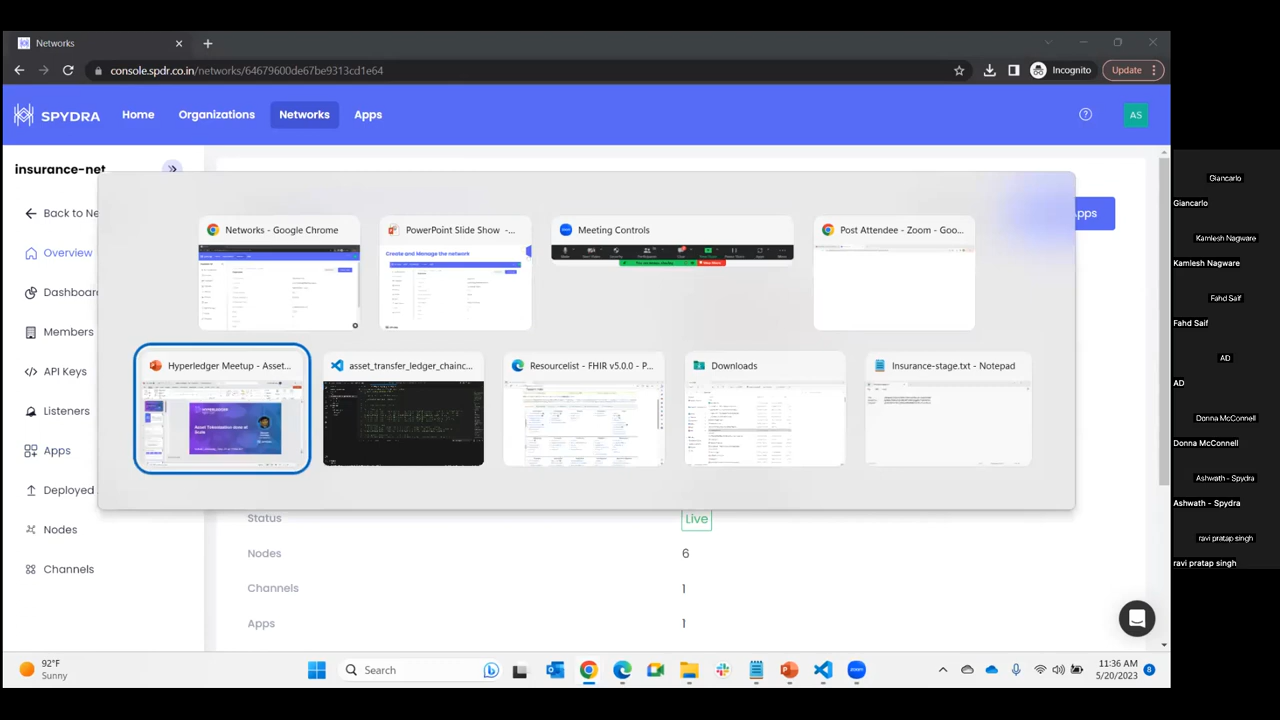 Networks
console.spdr.co.in/networks/64679600de67be9313cd1e64
Incognito
Update
SPYDRA
Home
Organizations
Networks
Apps
AS
insurance-net
Back to Ne
Overview
Dashboar
Members
API Keys
Listeners
Apps
Deployed
Nodes
Channels
Apps
Networks - Google Chrome
PowerPoint Slide Show -...
Create and Manage the network
Meeting Controls
Post Attendee - Zoom - Goo...
Hyperledger Meetup - Asset...
asset_transfer_ledger_chainc...
Resourcelist - FHIR v5.0.0 - P...
Downloads
Insurance-stage.txt - Notepad
Asset Tokenisation done at
Scale
Status
Live
Nodes
6
Channels
1
Apps
1
92°F
Sunny
Search
11:36 AM
5/20/2023
8
Giancarlo
Giancarlo
Kamlesh Nagware
Kamlesh Nagware
Fahd Saif
Fahd Saif
AD
AD
Donna McConnell
Donna McConnell
Ashwath - Spydra
Ashwath - Spydra
ravi pratap singh
ravi pratap singh